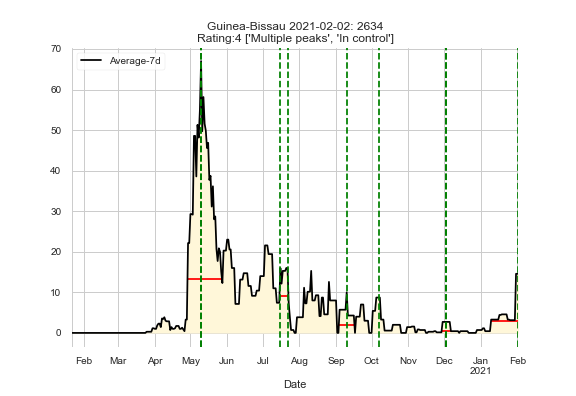 Guinea-Bissau 2021-02-02: 2634
Rating:4 ['Multiple peaks', 'In control']
70
Average-7d
60
50
40
30
20
10
0
Feb Mar Apr May Jun Jul Aug Sep Oct Nov Dec Jan Feb
2021
Date